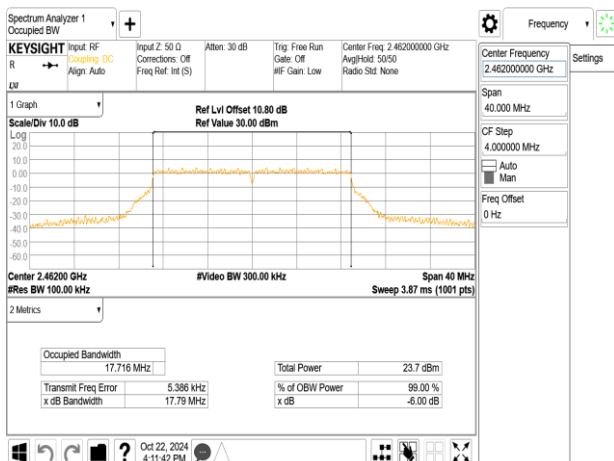 Spectrum Analyzer 1
Occupied BW
Frequency
KEYSIGHT
R
Input: RF
Coupling: DC
Align: Auto
Input Z: 50 Ω
Corrections: Off
Freq Ref: Int (S)
Atten: 30 dB
Trig: Free Run
Gate: Off
#IF Gain: Low
Center Freq: 2.462000000 GHz
Avg|Hold: 50/50
Radio Std: None
Center Frequency
2.462000000 GHz
Settings
Span
40.000 MHz
CF Step
4.000000 MHz
Auto
Man
Freq Offset
0 Hz
1 Graph
Scale/Div 10.0 dB
Ref Lvl Offset 10.80 dB
Ref Value 30.00 dBm
Log
20.0
10.0
0.00
-10.0
-20.0
-30.0
-40.0
-50.0
-60.0
Center 2.46200 GHz
#Video BW 300.00 kHz
Span 40 MHz
#Res BW 100.00 kHz
Sweep 3.87 ms (1001 pts)
2 Metrics
Occupied Bandwidth
17.716 MHz
Transmit Freq Error 5.386 kHz
x dB Bandwidth 17.79 MHz
Total Power 23.7 dBm
% of OBW Power 99.00 %
x dB -6.00 dB
Oct 22, 2024
4:11:42 PM